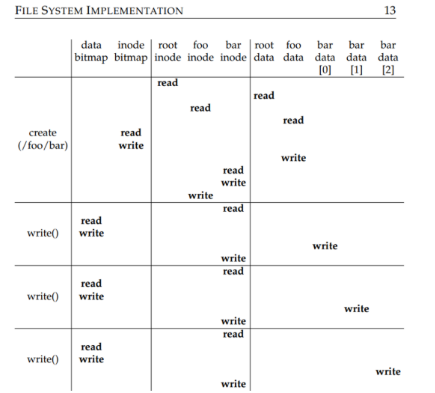 FILE SYSTEM IMPLEMENTATION 13
data inode root foo bar root foo bar bar bar
bitmap bitmap inode inode inode data data data data data
[0] [1] [2]
read
read
read
read
create read
(/foo/bar) write
write
read
write
write
read
read
write() write
write
write
read
read
write() write
write
write
read
read
write() write
write
write